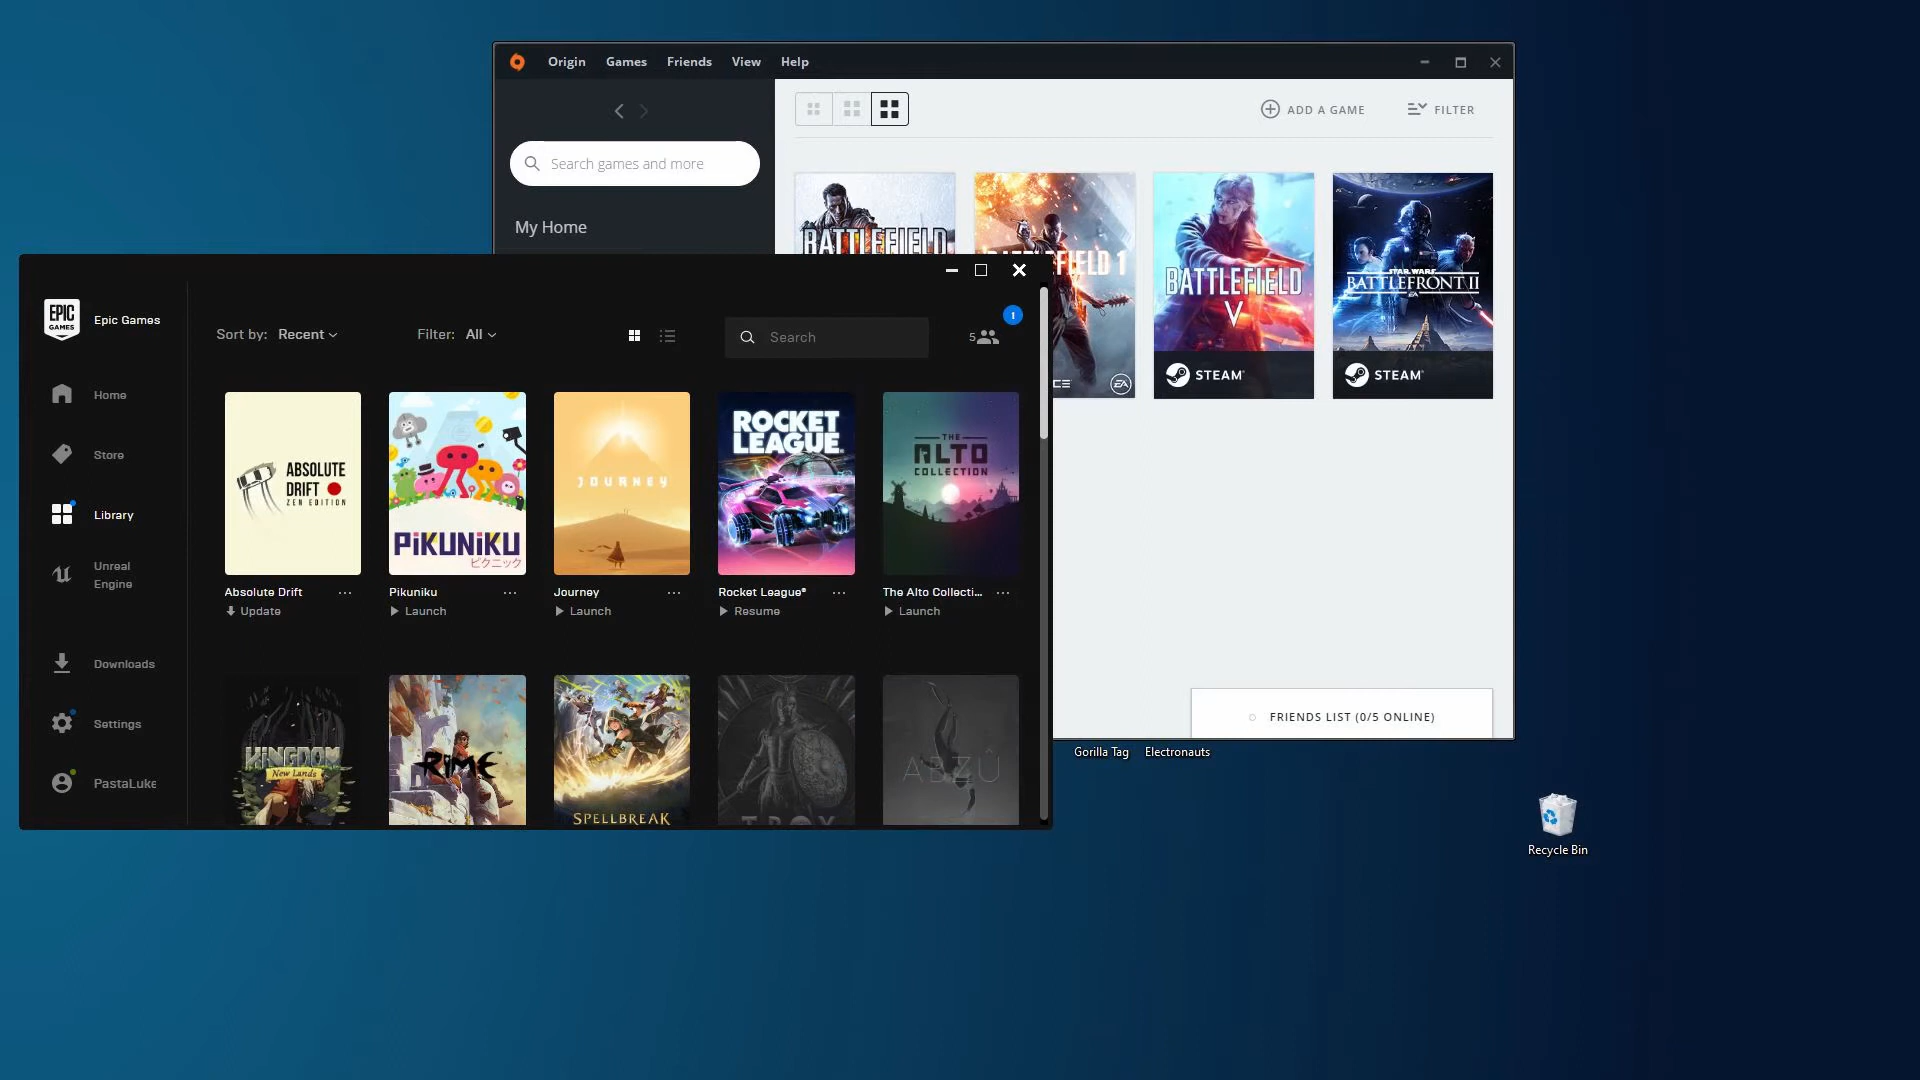 Origin Games Friends View Help
ADD A GAME
FILTER
Search games and more
My Home
BATTLEFIELD
BATTLEFIELD
V
STAR WARS
BATTLEFRONT II
EA
EA
STEAM
STEAM
FRIENDS LIST (0/5 ONLINE)
EPIC
GAMES
Epic Games
Home
Store
Library
Unreal
Engine
Downloads
Settings
Sort by: Recent
Filter: All
Search
5
1
ABSOLUTE
DRIFT
ZEN EDITION
PiKUNiKU
ピクニック
JOURNEY
ROCKET
LEAGUE
THE
ALTO
COLLECTION
Absolute Drift ...
Update
Pikuniku ...
Launch
Journey ...
Launch
Rocket League® ...
Resume
The Alto Collecti... ...
Launch
KINGDOM
New Lands
RiME™
SPELLBREAK
TROY
ABZÛ
Gorilla Tag
Electronauts
Recycle Bin